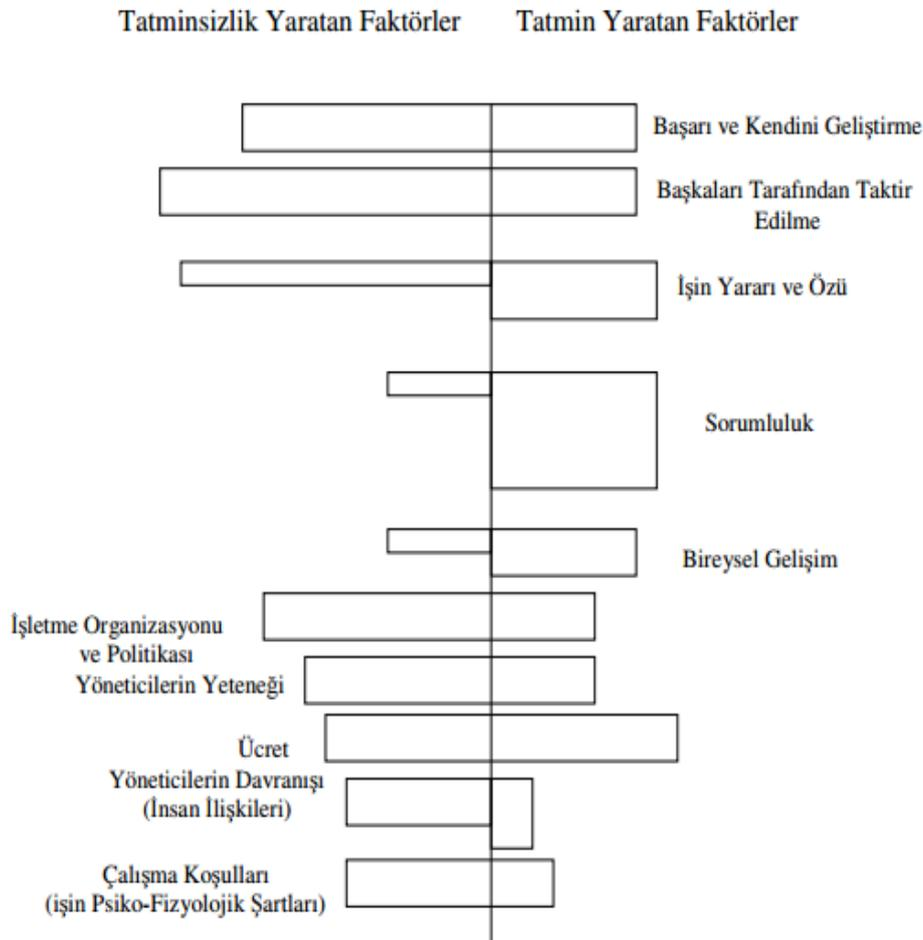 Tatminsizlik Yaratan Faktörler
Tatmin Yaratan Faktörler
Başarı ve Kendini Geliştirme
Başkaları Tarafından Taktir
Edilme
İşin Yararı ve Özü
Sorumluluk
Bireysel Gelişim
İşletme Organizasyonu
ve Politikası
Yöneticilerin Yeteneği
Ücret
Yöneticilerin Davranışı
(İnsan İlişkileri)
Çalışma Koşulları
(işin Psiko-Fizyolojik Şartları)